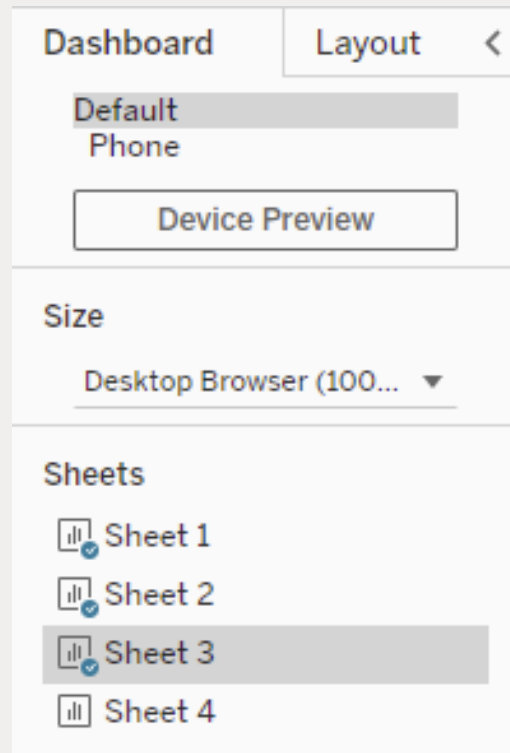 Dashboard Layout
Default
Phone
Device Preview
Size
Desktop Browser (100...
Sheets
Sheet 1
Sheet 2
Sheet 3
Sheet 4